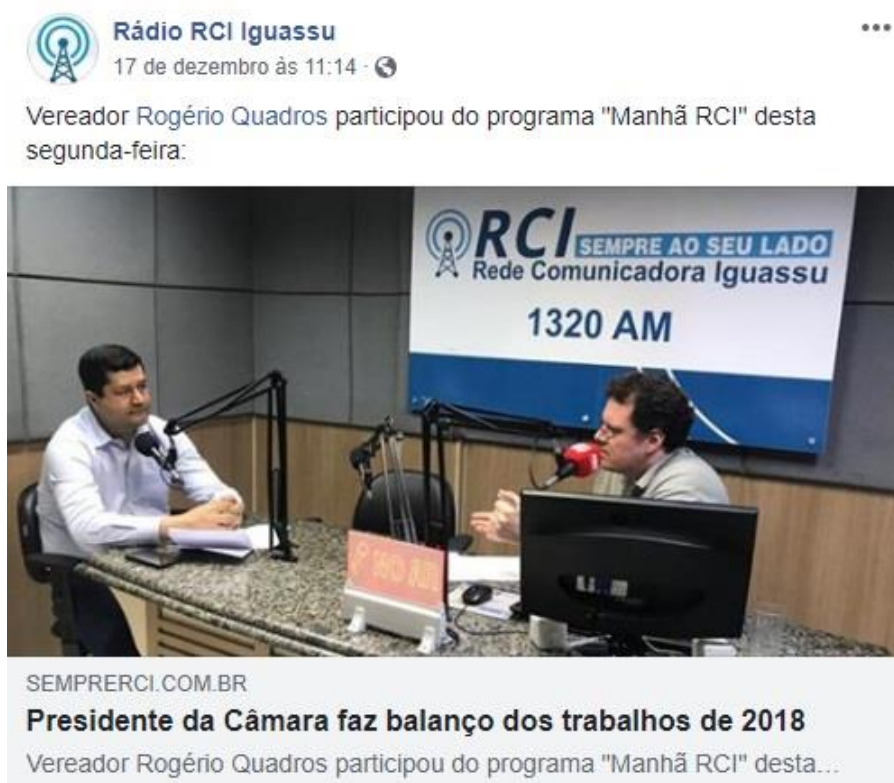 Rádio RCI Iguassu
17 de dezembro às 11:14 ·
Vereador Rogério Quadros participou do programa "Manhã RCI" desta
segunda-feira:
RCI SEMPRE AO SEU LADO
Rede Comunicadora Iguassu
1320 AM
NO AR
SEMPRERCI.COM.BR
Presidente da Câmara faz balanço dos trabalhos de 2018
Vereador Rogério Quadros participou do programa "Manhã RCI" desta...